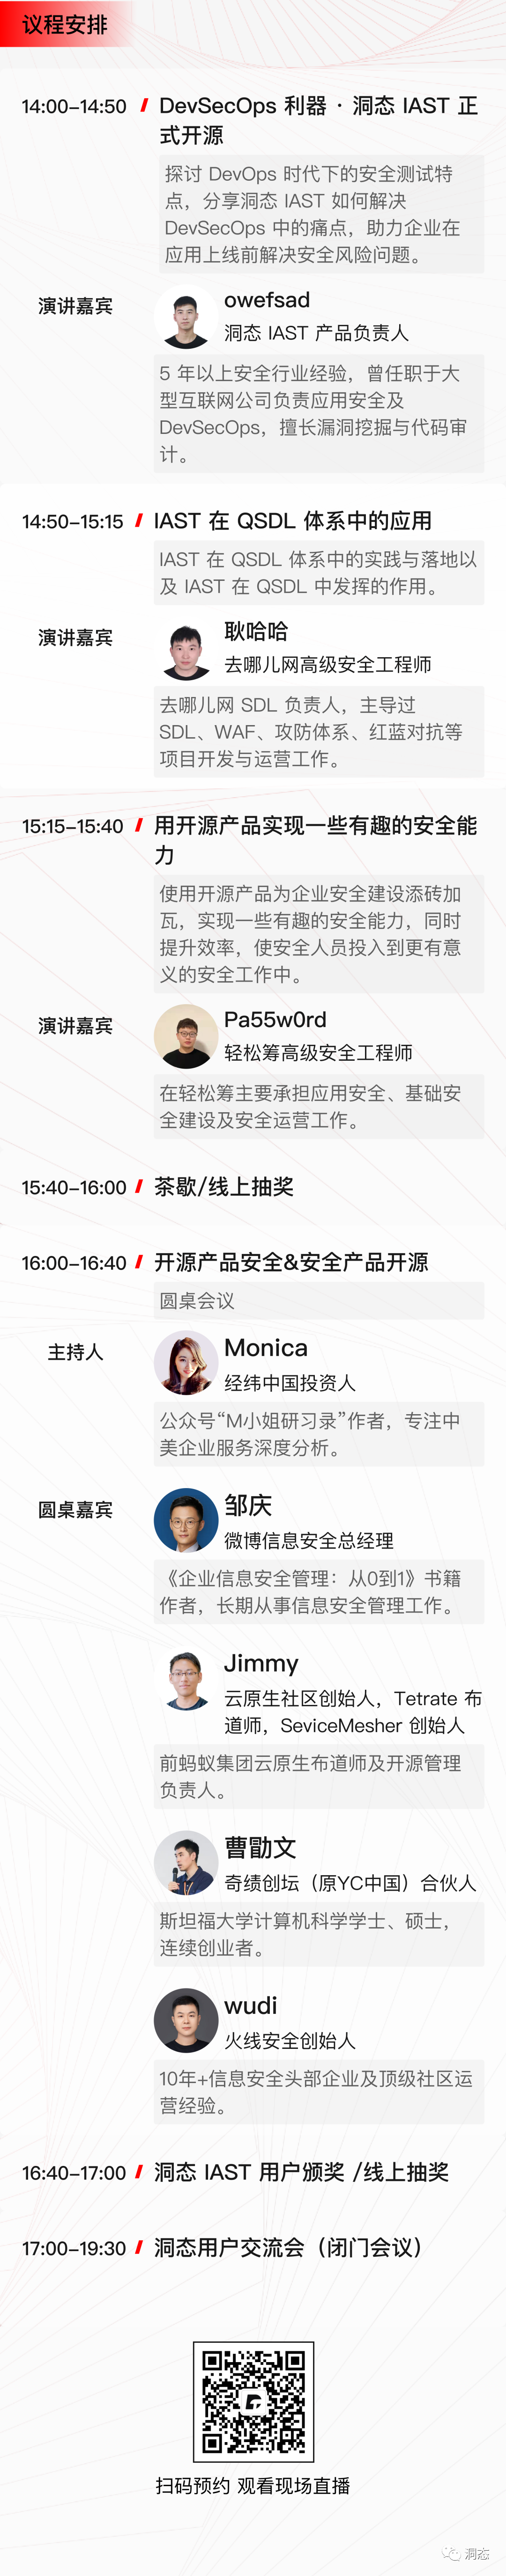 议程安排
14:00-14:50 DevSecOps 利器 · 洞态 IAST 正
式开源
探讨 DevOps 时代下的安全测试特
点，分享洞态 IAST 如何解决
DevSecOps 中的痛点，助力企业在
应用上线前解决安全风险问题。
演讲嘉宾
owefsad
洞态 IAST 产品负责人
5 年以上安全行业经验，曾任职于大
型互联网公司负责应用安全及
DevSecOps，擅长漏洞挖掘与代码审
计。
14:50-15:15 IAST 在 QSDL 体系中的应用
IAST 在 QSDL 体系中的实践与落地以
及 IAST 在 QSDL 中发挥的作用。
演讲嘉宾
耿哈哈
去哪儿网高级安全工程师
去哪儿网 SDL 负责人，主导过
SDL、WAF、攻防体系、红蓝对抗等
项目开发与运营工作。
15:15-15:40 用开源产品实现一些有趣的安全能
力
使用开源产品为企业安全建设添砖加
瓦，实现一些有趣的安全能力，同时
提升效率，使安全人员投入到更有意
义的安全工作中。
演讲嘉宾
Pa55w0rd
轻松筹高级安全工程师
在轻松筹主要承担应用安全、基础安
全建设及安全运营工作。
15:40-16:00 茶歇/线上抽奖
16:00-16:40 开源产品安全&安全产品开源
圆桌会议
主持人
Monica
经纬中国投资人
公众号“M小姐研习录”作者，专注中
美企业服务深度分析。
圆桌嘉宾
邹庆
微博信息安全总经理
《企业信息安全管理：从0到1》书籍
作者，长期从事信息安全管理工作。
Jimmy
云原生社区创始人，Tetrate 布
道师，SeviceMesher 创始人
前蚂蚁集团云原生布道师及开源管理
负责人。
曹勖文
奇绩创坛（原YC中国）合伙人
斯坦福大学计算机科学学士、硕士，
连续创业者。
wudi
火线安全创始人
10年+信息安全头部企业及顶级社区运
营经验。
16:40-17:00 洞态 IAST 用户颁奖 /线上抽奖
17:00-19:30 洞态用户交流会（闭门会议）
扫码预约 观看现场直播
洞态